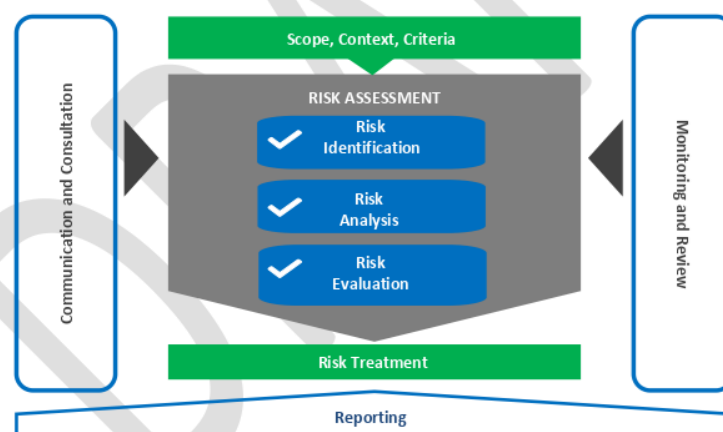 Scope, Context, Criteria
Communication and Consultation
RISK ASSESSMENT
Risk
Identification
Risk
Analysis
Risk
Evaluation
Monitoring and Review
Risk Treatment
Reporting